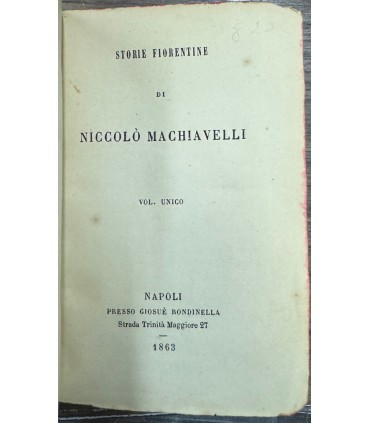 STORIE FIORENTINE
DI
NICCOLÒ MACHIAVELLI
VOL. UNICO
NAPOLI
PRESSO GIOSUÈ RONDINELLA
Strada Trinità Maggiore 27
1863